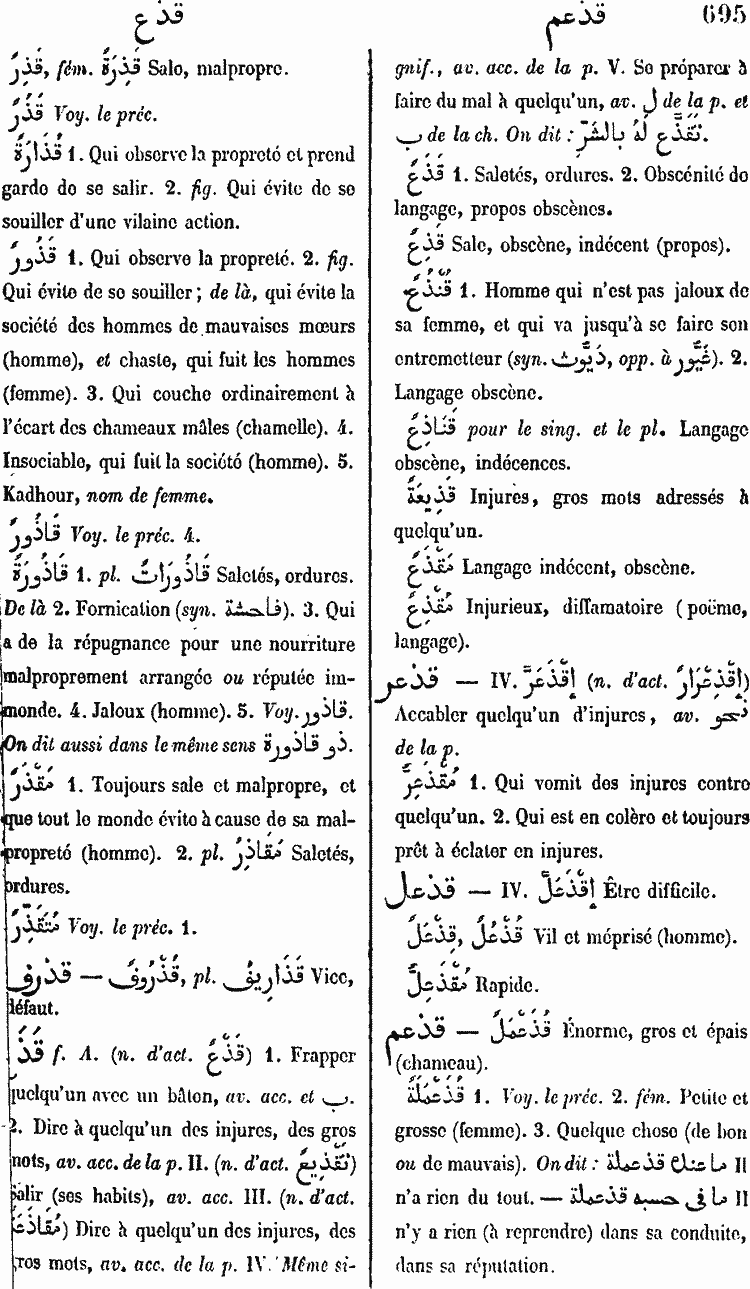 قذع
قذعم
695
قَذِرٌ, fém. قَذِرَةٌ Sale, malpropre.
قَذُرٌ Voy. le préc.
قُذَارَةٌ 1. Qui observe la propreté et prend
garde de se salir. 2. fig. Qui évite de se
souiller d'une vilaine action.
قَذُورٌ 1. Qui observe la propreté. 2. fig.
Qui évite de se souiller; de là, qui évite la
société des hommes de mauvaises mœurs
(homme), et chaste, qui fuit les hommes
(femme). 3. Qui couche ordinairement à
l'écart des chameaux mâles (chamelle). 4.
Insociable, qui fuit la société (homme). 5.
Kadhour, nom de femme.
قَاذُورٌ Voy. le préc. 4.
قَاذُورَةٌ 1. pl. قَاذُورَاتٌ Saletés, ordures.
De là 2. Fornication (syn. فاحشة). 3. Qui
a de la répugnance pour une nourriture
malproprement arrangée ou réputée im-
monde. 4. Jaloux (homme). 5. Voy. قاذور.
On dit aussi dans le même sens ذو قاذورة
مَقْذَرٌ 1. Toujours sale et malpropre, et
que tout le monde évite à cause de sa mal-
propreté (homme). 2. pl. مَقَاذِرُ Saletés,
ordures.
مُتَقَذِّرٌ Voy. le préc. 1.
قذرف — قُذْرُوفٌ, pl. قَذَارِيفُ Vice,
défaut.
f. A. (n. d'act. قَذْعٌ) 1. Frapper
quelqu'un avec un bâton, av. acc. et ب.
2. Dire à quelqu'un des injures, des gros
mots, av. acc. de la p. II. (n. d'act. تَقْذِيعٌ)
Salir (ses habits), av. acc. III. (n. d'act.
مُقَاذَعَةٌ) Dire à quelqu'un des injures, des
gros mots, av. acc. de la p. IV. Même si-
gnif., av. acc. de la p. V. Se préparer à
faire du mal à quelqu'un, av. ل de la p. et
ب de la ch. On dit : تَقَذَّعَ لَهُ بِالشَّرِّ.
قَذَعٌ 1. Saletés, ordures. 2. Obscénité de
langage, propos obscènes.
قَذِعٌ Sale, obscène, indécent (propos).
قُنْذُعٌ 1. Homme qui n'est pas jaloux de
sa femme, et qui va jusqu'à se faire son
entremetteur (syn. دَيُّوث, opp. à غَيُّور). 2.
Langage obscène.
قَنَاذِعُ pour le sing. et le pl. Langage
obscène, indécences.
قَذِيعَةٌ Injures, gros mots adressés à
quelqu'un.
مُقْذَعٌ Langage indécent, obscène.
مُقْذِعٌ Injurieux, diffamatoire (poëme,
langage).
قذعر — IV. إِقْذَعَرَّ (n. d'act. إِقْذِعْرَارٌ)
Accabler quelqu'un d'injures, av. نحو
de la p.
مُقْذَعِرٌّ 1. Qui vomit des injures contre
quelqu'un. 2. Qui est en colère et toujours
prêt à éclater en injures.
قذعل — IV. إِقْذَعَلَّ Être difficile.
قِذْعَلٌ, قُذْعُلٌ Vil et méprisé (homme).
مُقْذَعِلٌّ Rapide.
قذعم — قُذَعْمِلٌ Énorme, gros et épais
(chameau).
قُذَعْمِلَةٌ 1. Voy. le préc. 2. fém. Petite et
grosse (femme). 3. Quelque chose (de bon
ou de mauvais). On dit : ما عندك قذعملة Il
n'a rien du tout. — ما فى حسبه قذعملة Il
n'y a rien (à reprendre) dans sa conduite,
dans sa réputation.